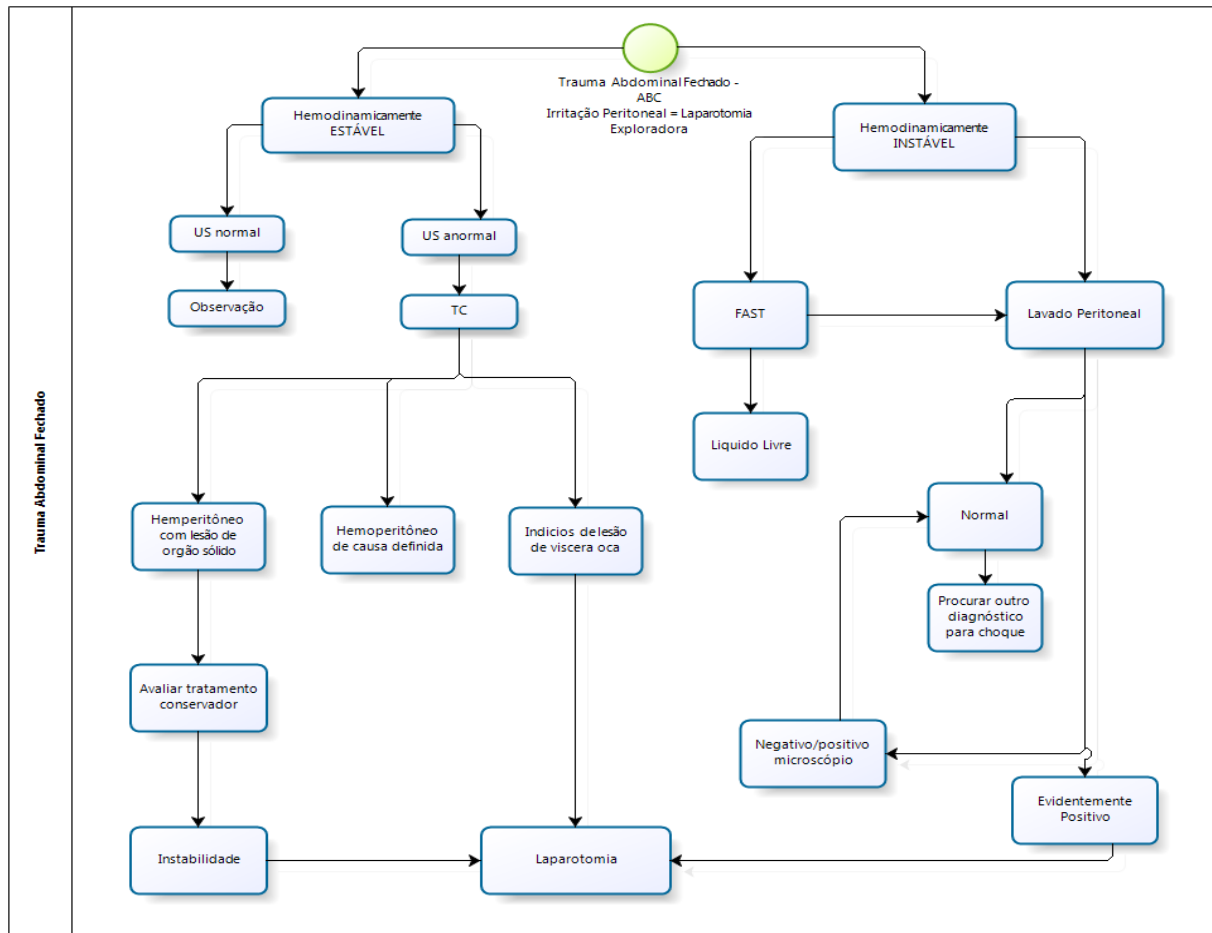 Trauma Abdominal Fechado
Trauma Abdominal Fechado -
ABC
Irritação Peritoneal = Laparotomia
Exploradora
Hemodinamicamente
ESTÁVEL
Hemodinamicamente
INSTÁVEL
US normal
US anormal
Observação
TC
FAST
Lavado Peritoneal
Liquido Livre
Hemperitôneo
com lesão de
orgão sólido
Hemoperitôneo
de causa definida
Indicios de lesão
de viscera oca
Normal
Procurar outro
diagnóstico
para choque
Avaliar tratamento
conservador
Negativo/positivo
microscópio
Evidentemente
Positivo
Instabilidade
Laparotomia